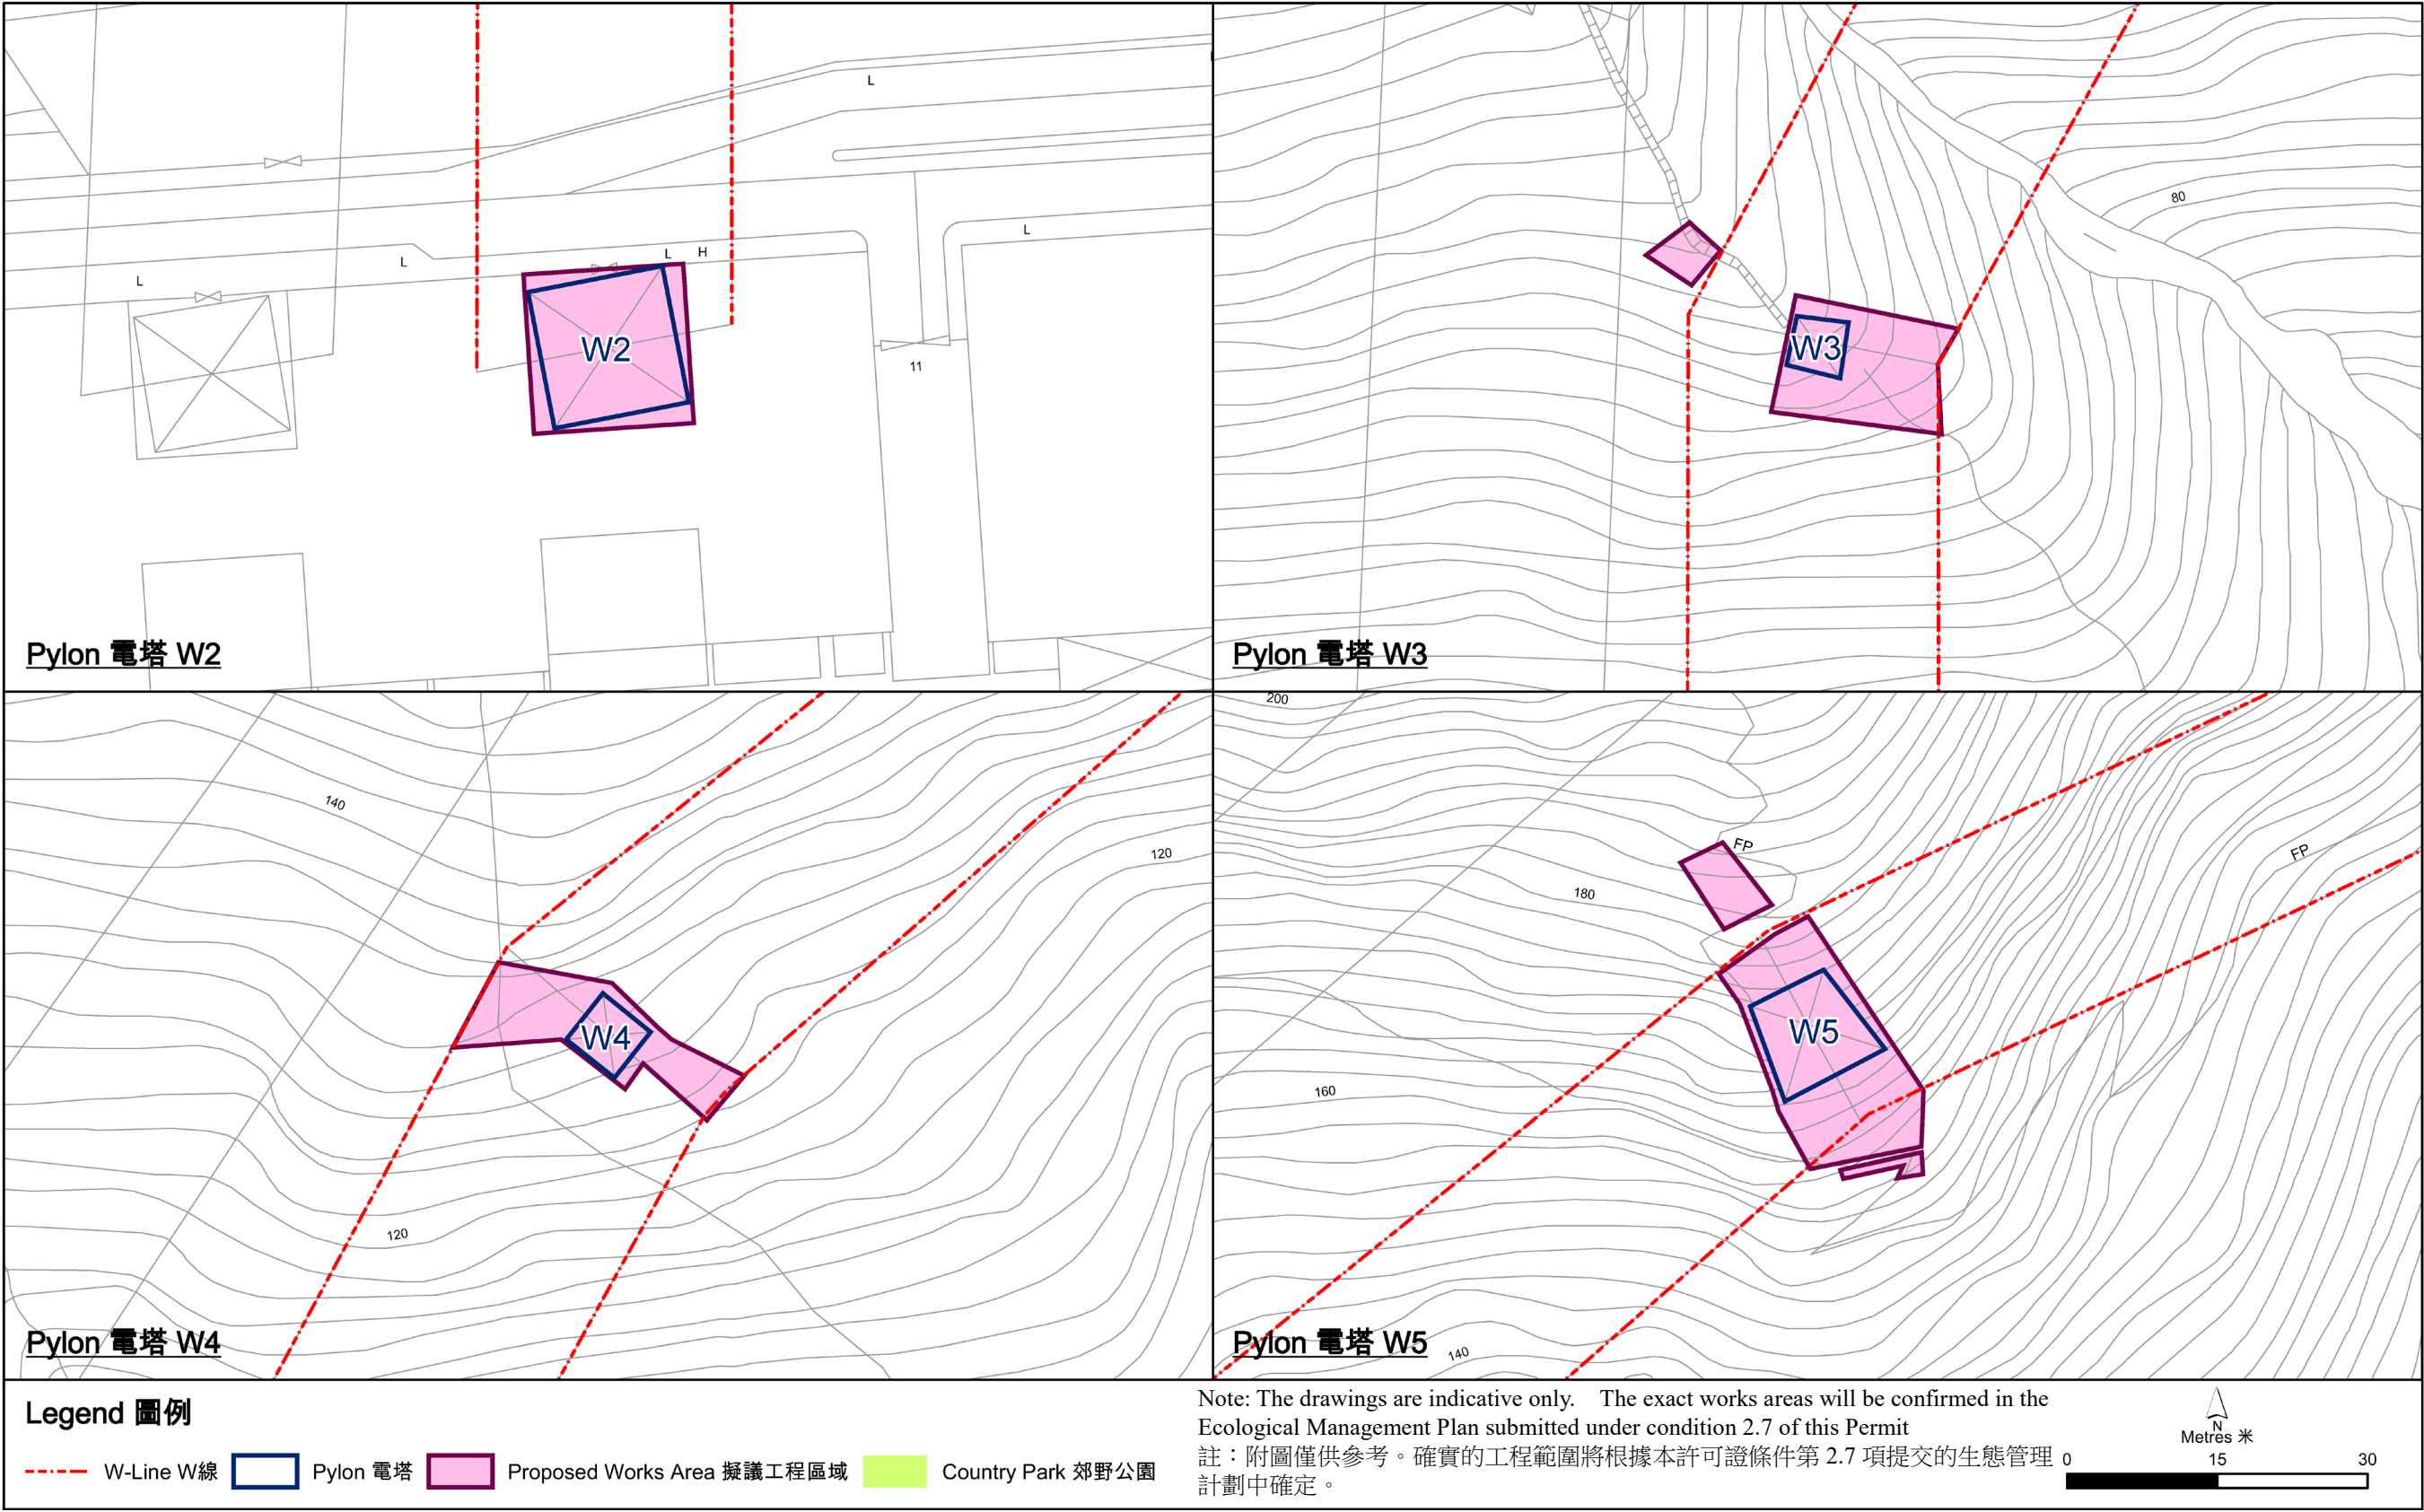 L
L
L
L
H
L
W2
11
Pylon 電塔 W2
80
W3
Pylon 電塔 W3
140
120
W4
120
Pylon 電塔 W4
200
FP
FP
180
W5
160
140
Pylon 電塔 W5
Legend 圖例
W-Line W線
Pylon 電塔
Proposed Works Area 擬議工程區域
Country Park 郊野公園
Note: The drawings are indicative only. The exact works areas will be confirmed in the
Ecological Management Plan submitted under condition 2.7 of this Permit
註：附圖僅供參考。確實的工程範圍將根據本許可證條件第 2.7 項提交的生態管理
計劃中確定。
N
Metres 米
0 15 30